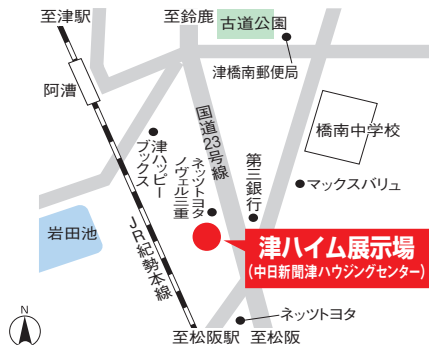 至津駅
至鈴鹿
古道公園
津橋南郵便局
阿漕
国道23号線
橋南中学校
津ハッピー
ブックス
ネッツトヨタ
ノヴェル三重
第三銀行
マックスバリュ
岩田池
JR紀勢本線
津ハイム展示場
(中日新聞津ハウジングセンター)
N
ネッツトヨタ
至松阪駅
至松阪